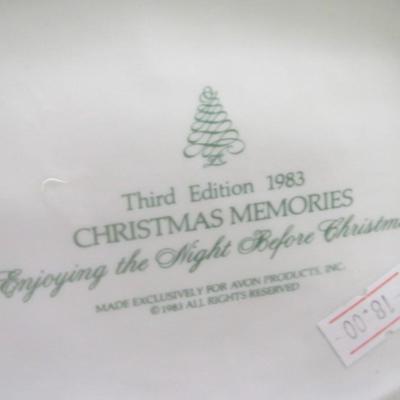 Third Edition 1983
CHRISTMAS MEMORIES
Enjoying the Night Before Christma
MADE EXCLUSIVELY FOR AVON PRODUCTS, INC.
©1983 ALL RIGHTS RESERVED
18.00